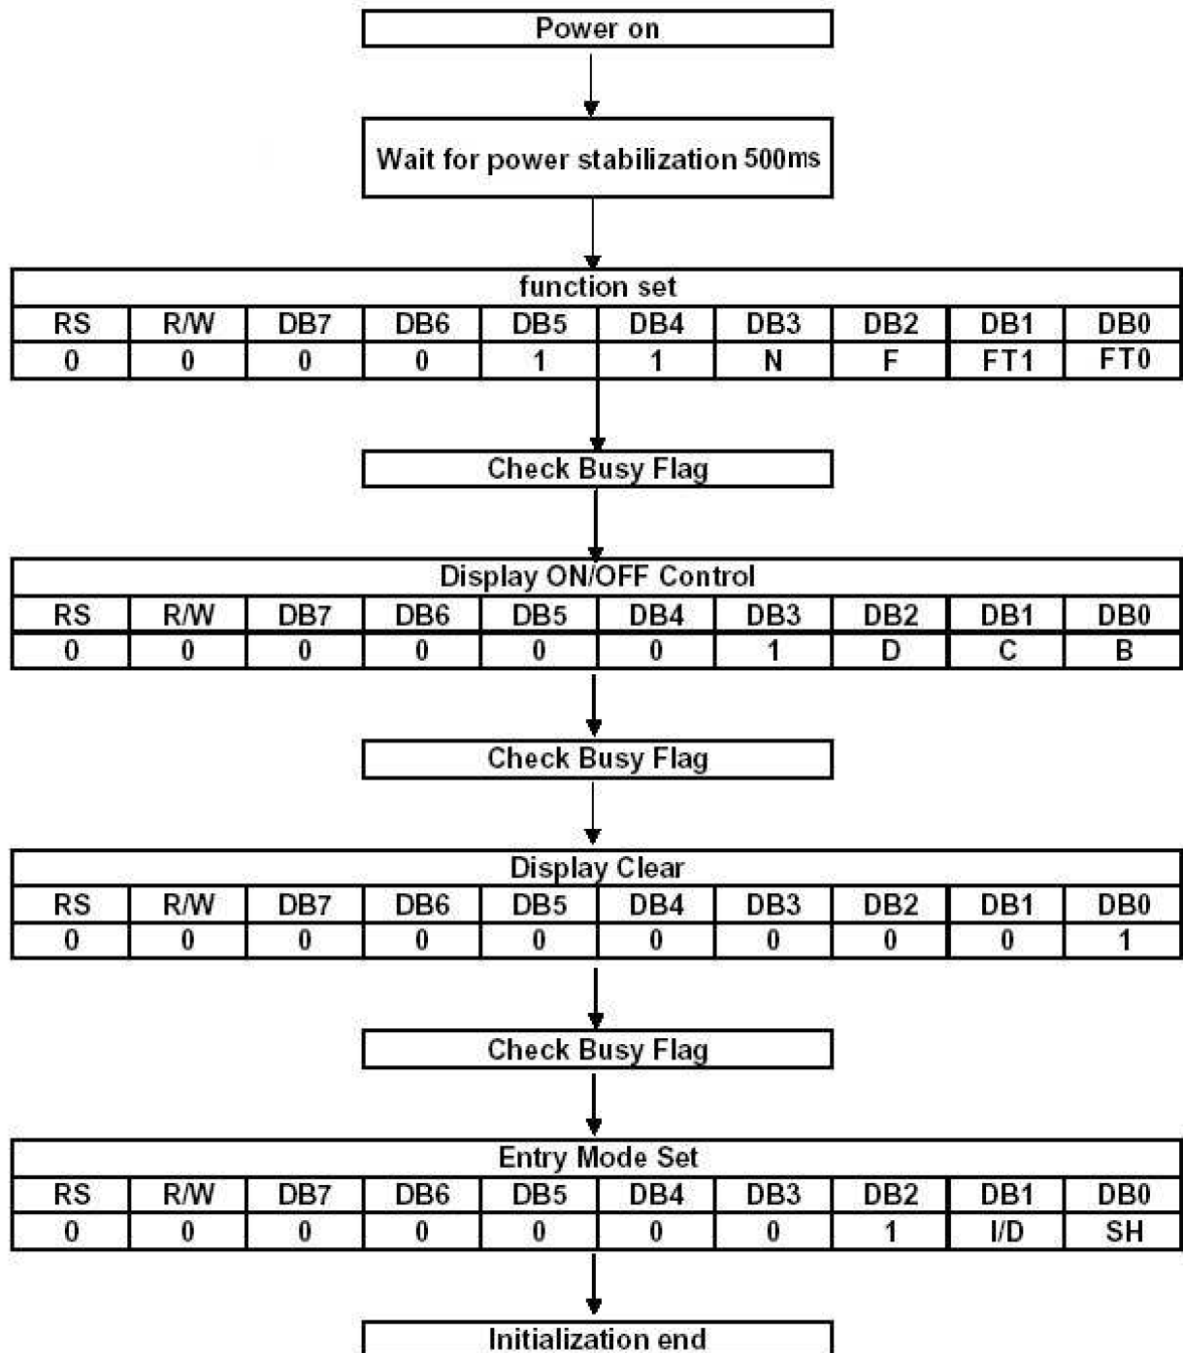 Power on
Wait for power stabilization 500ms
function set
RS R/W DB7 DB6 DB5 DB4 DB3 DB2 DB1 DB0
0 0 0 0 1 1 N F FT1 FT0
Check Busy Flag
Display ON/OFF Control
RS R/W DB7 DB6 DB5 DB4 DB3 DB2 DB1 DB0
0 0 0 0 0 0 1 D C B
Check Busy Flag
Display Clear
RS R/W DB7 DB6 DB5 DB4 DB3 DB2 DB1 DB0
0 0 0 0 0 0 0 0 0 1
Check Busy Flag
Entry Mode Set
RS R/W DB7 DB6 DB5 DB4 DB3 DB2 DB1 DB0
0 0 0 0 0 0 0 1 I/D SH
Initialization end